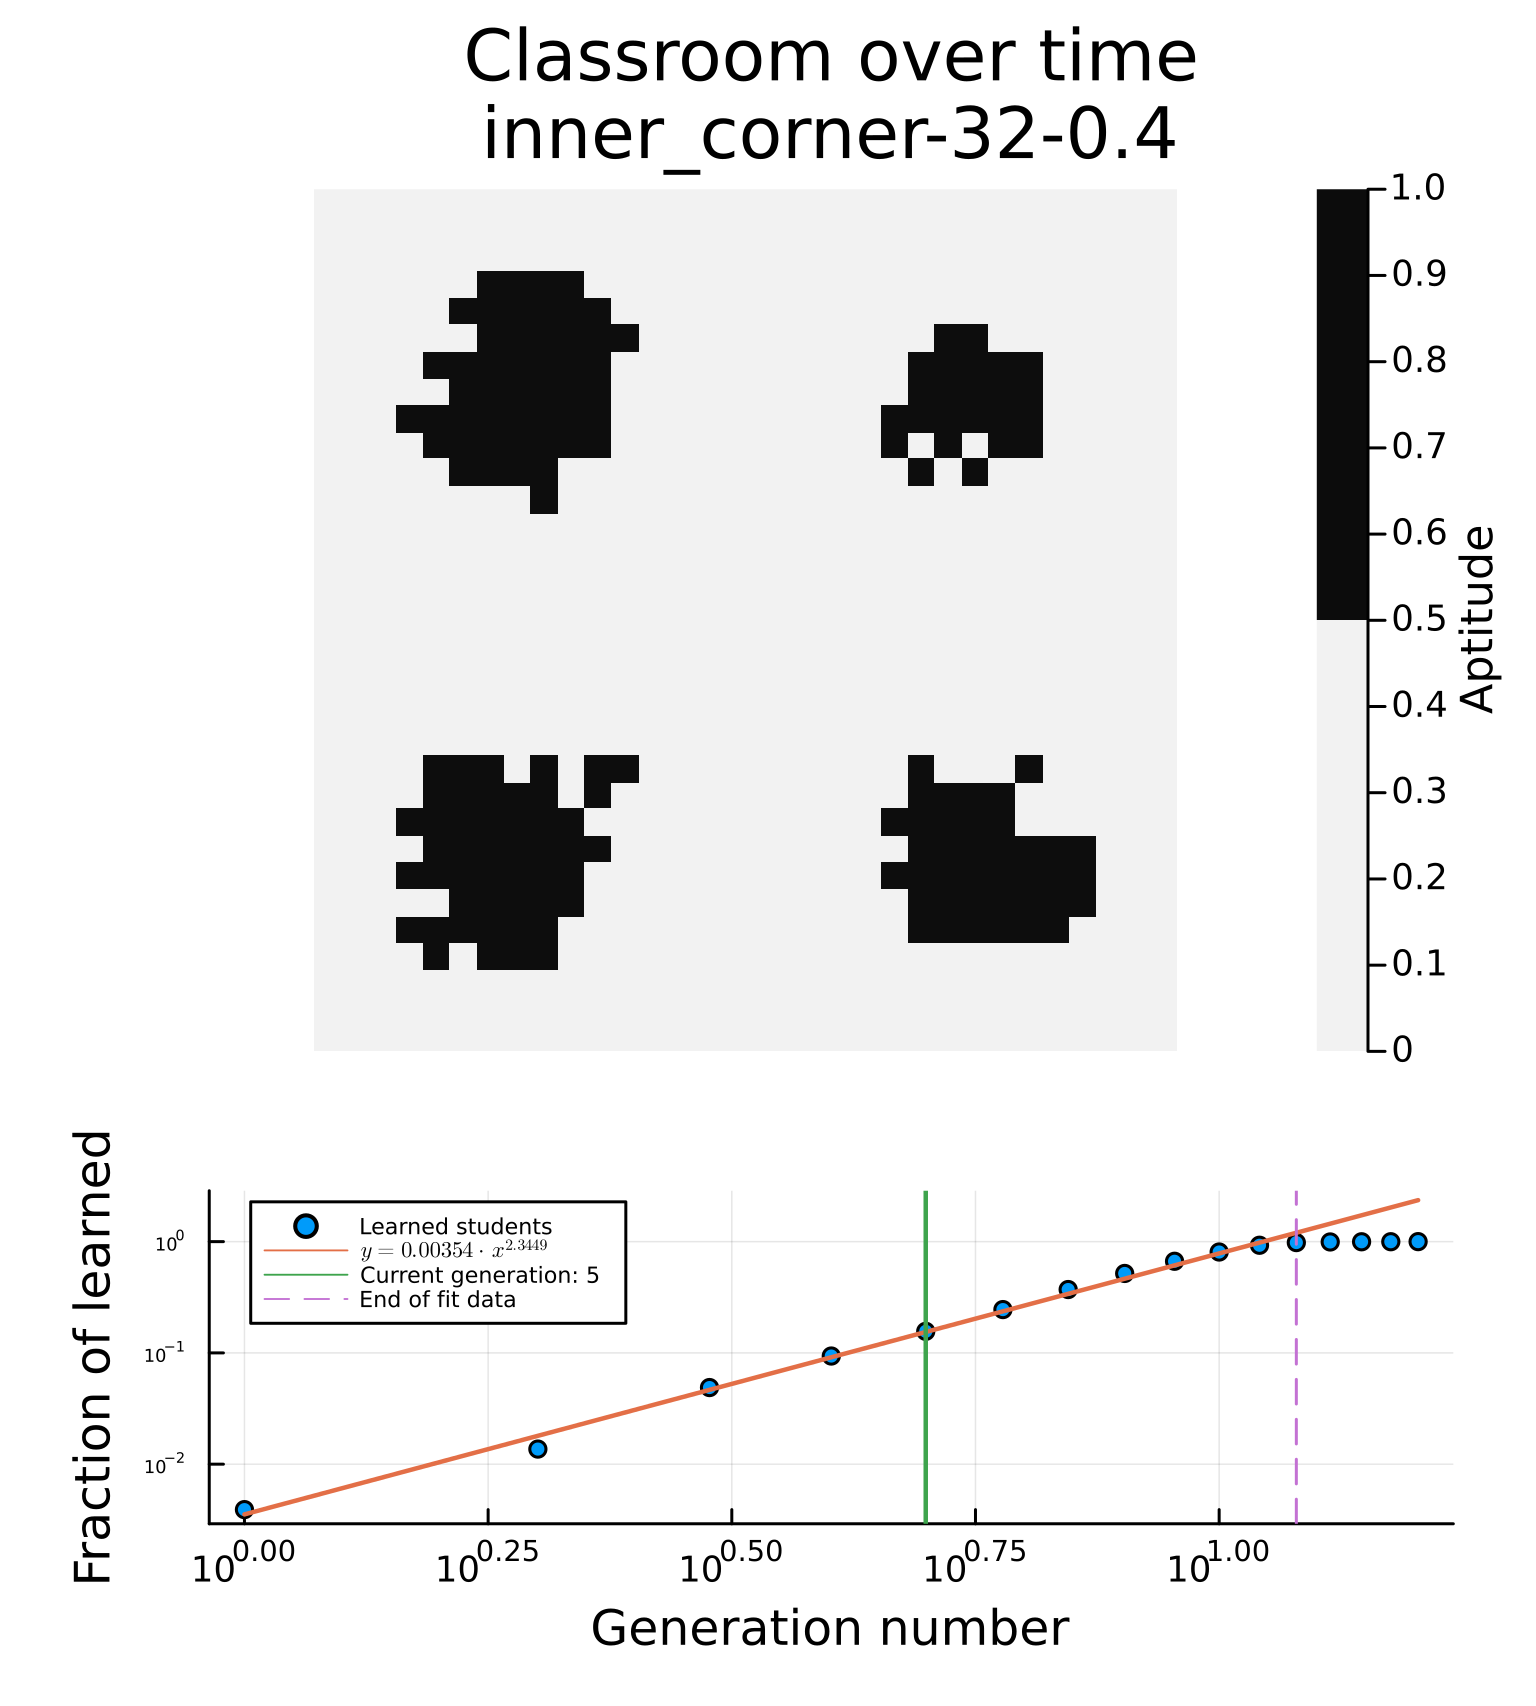 Classroom over time
inner_corner-32-0.4
1.0
0.9
0.8
0.7
0.6
0.5
0.4
0.3
0.2
0.1
0
Aptitude
Fraction of learned
10⁰
10⁻¹
10⁻²
Learned students
y = 0.00354 · x^2.3449
Current generation: 5
End of fit data
10^0.00 10^0.25 10^0.50 10^0.75 10^1.00
Generation number